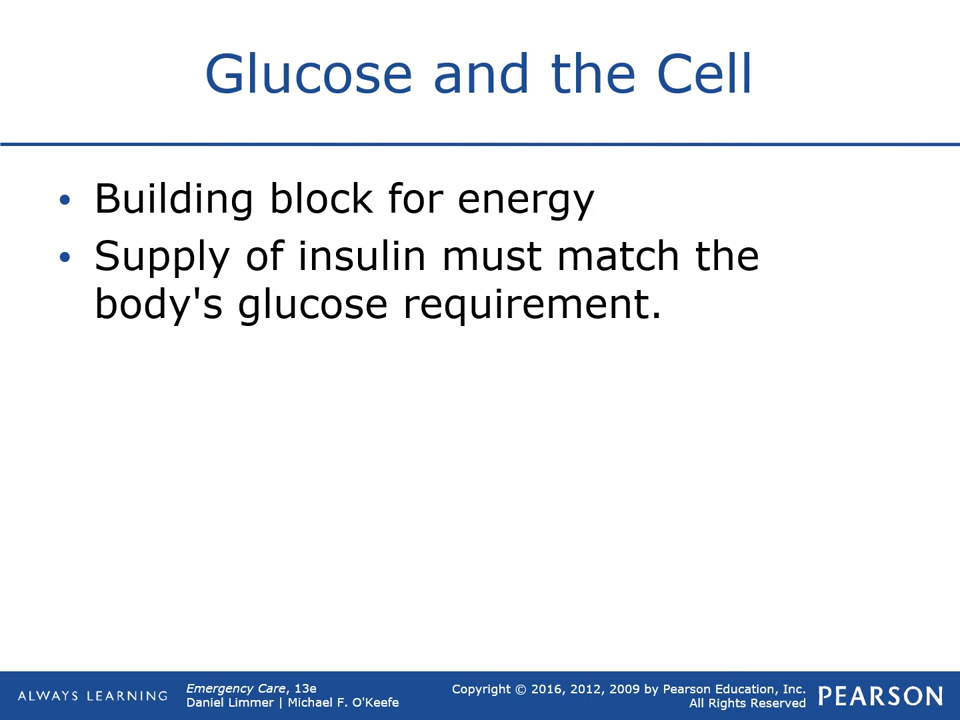 Glucose and the Cell
• Building block for energy
• Supply of insulin must match the
body's glucose requirement.
ALWAYS LEARNING
Emergency Care, 13e
Daniel Limmer | Michael F. O'Keefe
Copyright © 2016, 2012, 2009 by Pearson Education, Inc.
All Rights Reserved
PEARSON